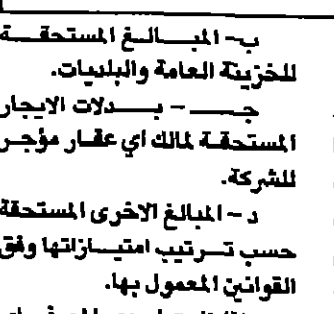 ب- المبالغ المستحقة
للخزينة العامة والبلديات.
جـ - بدلات الايجار
المستحقة لمالك اي عقار مؤجر
للشركة.
د - المبالغ الاخرى المستحقة
حسب ترتيب امتيازاتها وفق
القوانين المعمول بها.